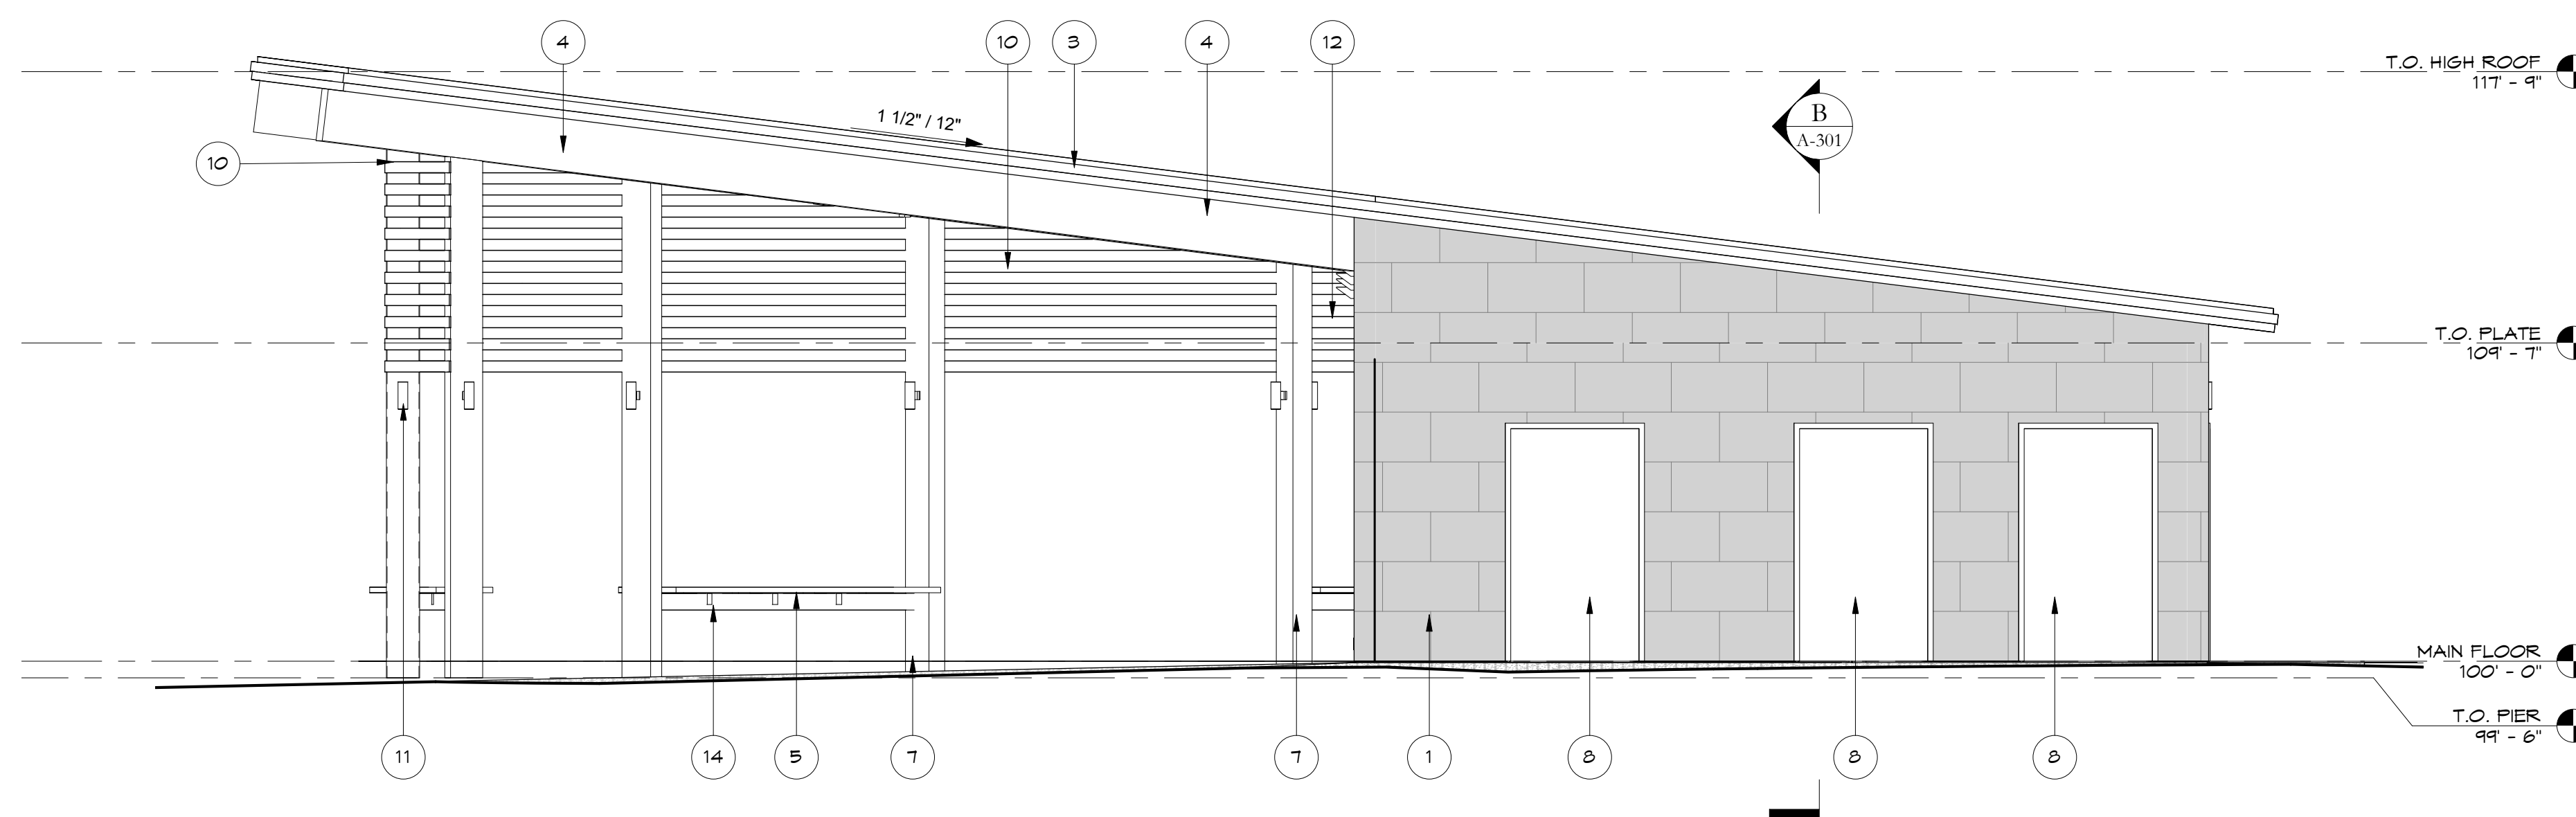 4
10
3
4
12
T.O. HIGH ROOF
117' - 9"
1 1/2" / 12"
B
A-301
10
T.O. PLATE
109' - 7"
MAIN FLOOR
100' - 0"
T.O. PIER
99' - 6"
11
14
5
7
7
1
8
8
8